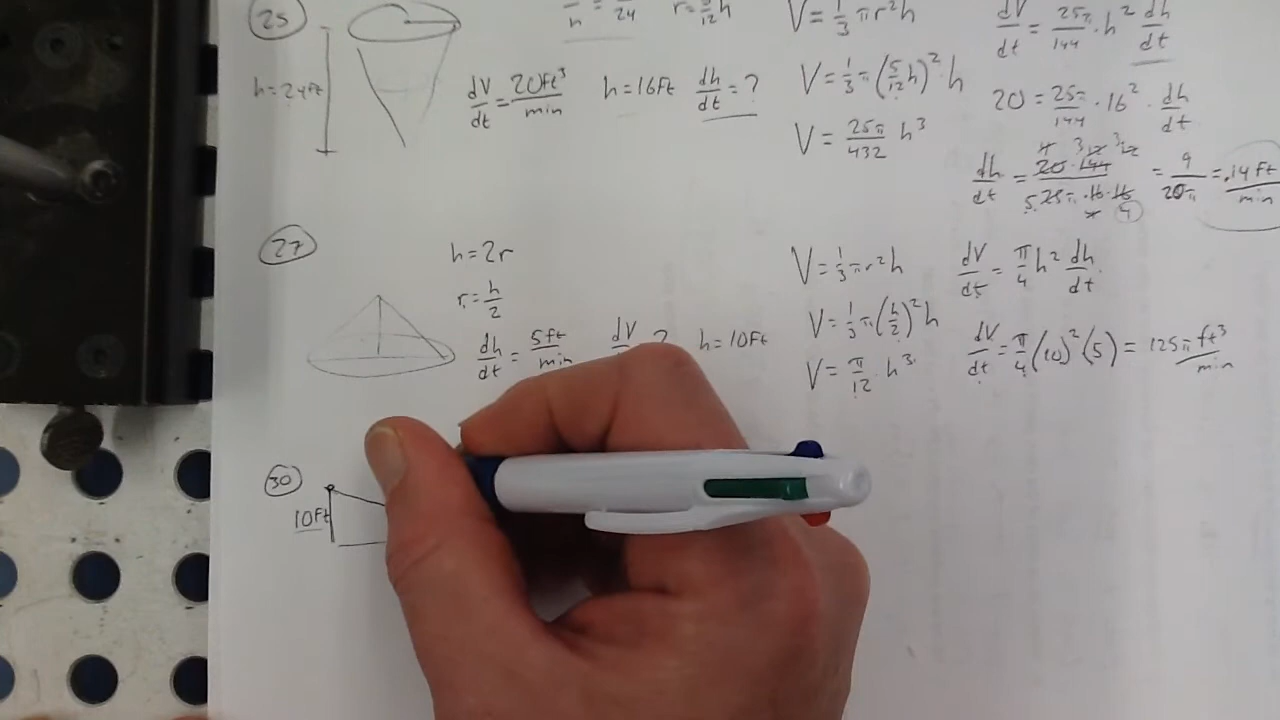 25
h = 24ft
r = 5/12 h
dV/dt = 20ft³/min
h = 16ft dh/dt = ?
V = 1/3 πr²h
V = 1/3 π (5/12 h)² · h
V = 25π/432 h³
dV/dt = 25π/144 · h² dh/dt
20 = 25π/144 · 16² · dh/dt
dh/dt = 20·144/25π·16·16 = 9/20π = .14 ft/min
27
h = 2r
r = h/2
dh/dt = 5ft/min dV ? h = 10ft
V = 1/3 πr²h
V = 1/3 π (h/2)² h
V = π/12 · h³
dV/dt = π/4 h² dh/dt
dV/dt = π/4 (10)² (5) = 125π ft³/min
30
10ft